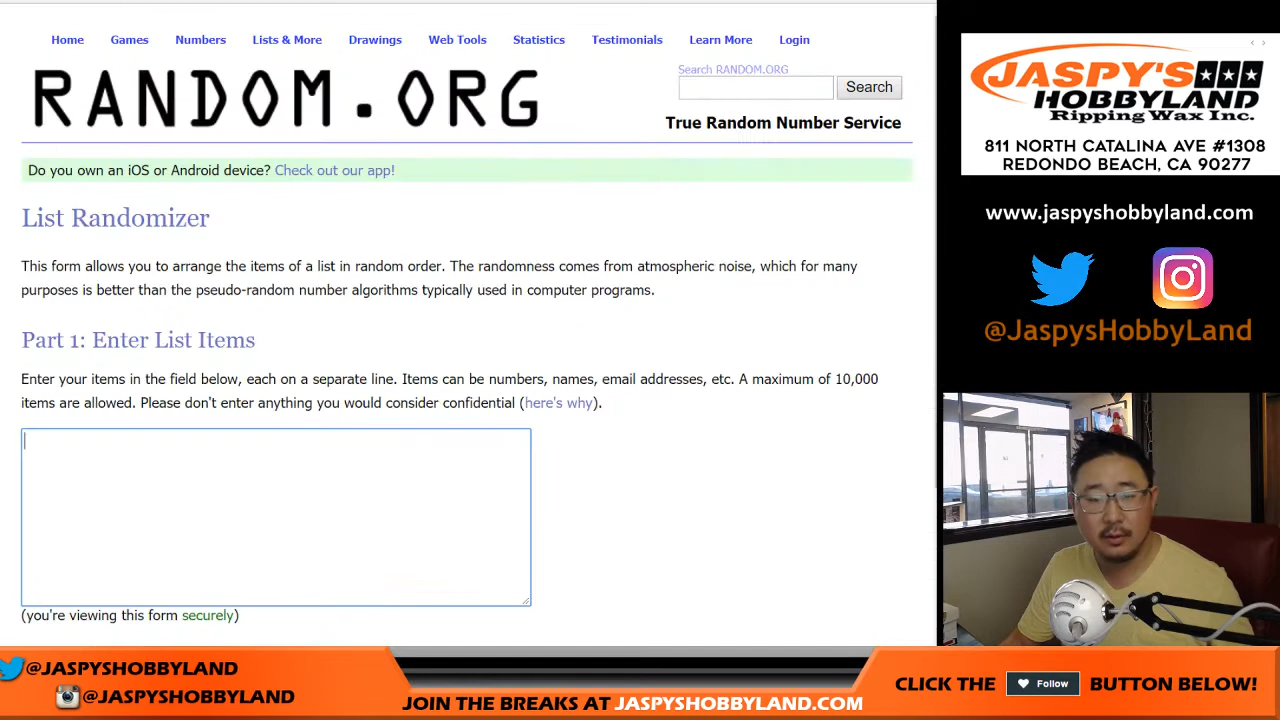 Home Games Numbers Lists & More Drawings Web Tools Statistics Testimonials Learn More Login
RANDOM.ORG
Search RANDOM.ORG
Search
True Random Number Service
Do you own an iOS or Android device? Check out our app!
List Randomizer
This form allows you to arrange the items of a list in random order. The randomness comes from atmospheric noise, which for many
purposes is better than the pseudo-random number algorithms typically used in computer programs.
Part 1: Enter List Items
Enter your items in the field below, each on a separate line. Items can be numbers, names, email addresses, etc. A maximum of 10,000
items are allowed. Please don't enter anything you would consider confidential (here's why).
(you're viewing this form securely)
JASPY'S
HOBBYLAND
Ripping Wax Inc.
811 NORTH CATALINA AVE #1308
REDONDO BEACH, CA 90277
www.jaspyshobbyland.com
@JaspysHobbyLand
@JASPYSHOBBYLAND
@JASPYSHOBBYLAND
JOIN THE BREAKS AT JASPYSHOBBYLAND.COM
CLICK THE Follow BUTTON BELOW!